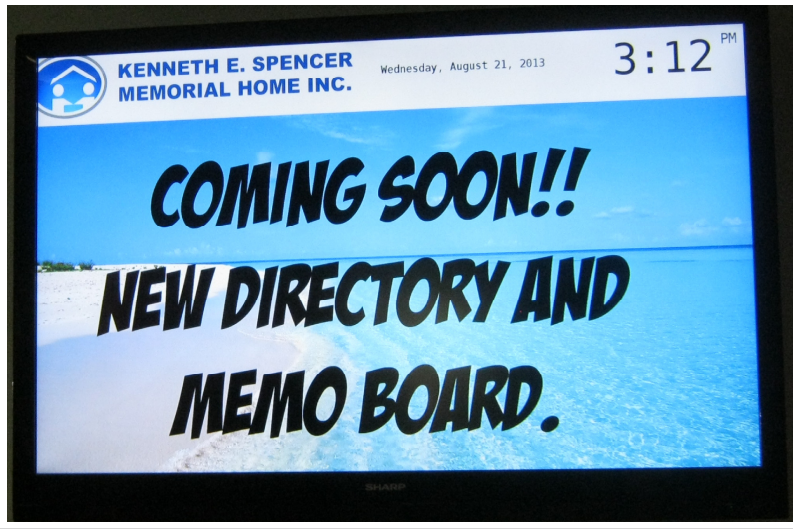 KENNETH E. SPENCER
MEMORIAL HOME INC.
Wednesday, August 21, 2013
3:12 PM
COMING SOON!!
NEW DIRECTORY AND
MEMO BOARD.
SHARP